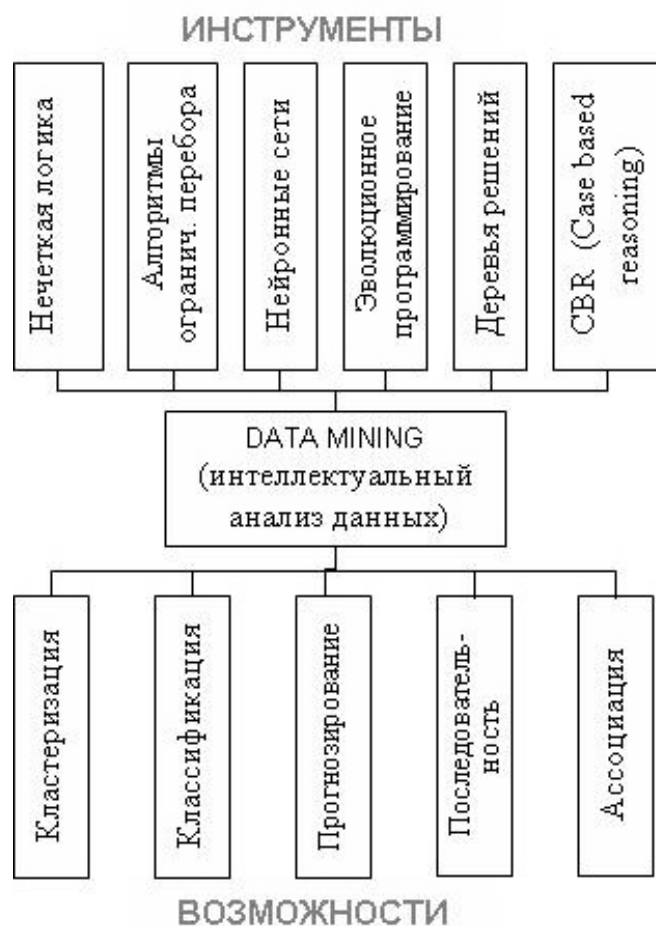 ИНСТРУМЕНТЫ
Нечеткая логика
Алгоритмы
огранич. перебора
Нейронные сети
Эволюционное
программирование
Деревья решений
CBR (Case based
reasoning)
DATA MINING
(интеллектуальный
анализ данных)
Кластеризация
Классификация
Прогнозирование
Последователь-
ность
Ассоциация
ВОЗМОЖНОСТИ